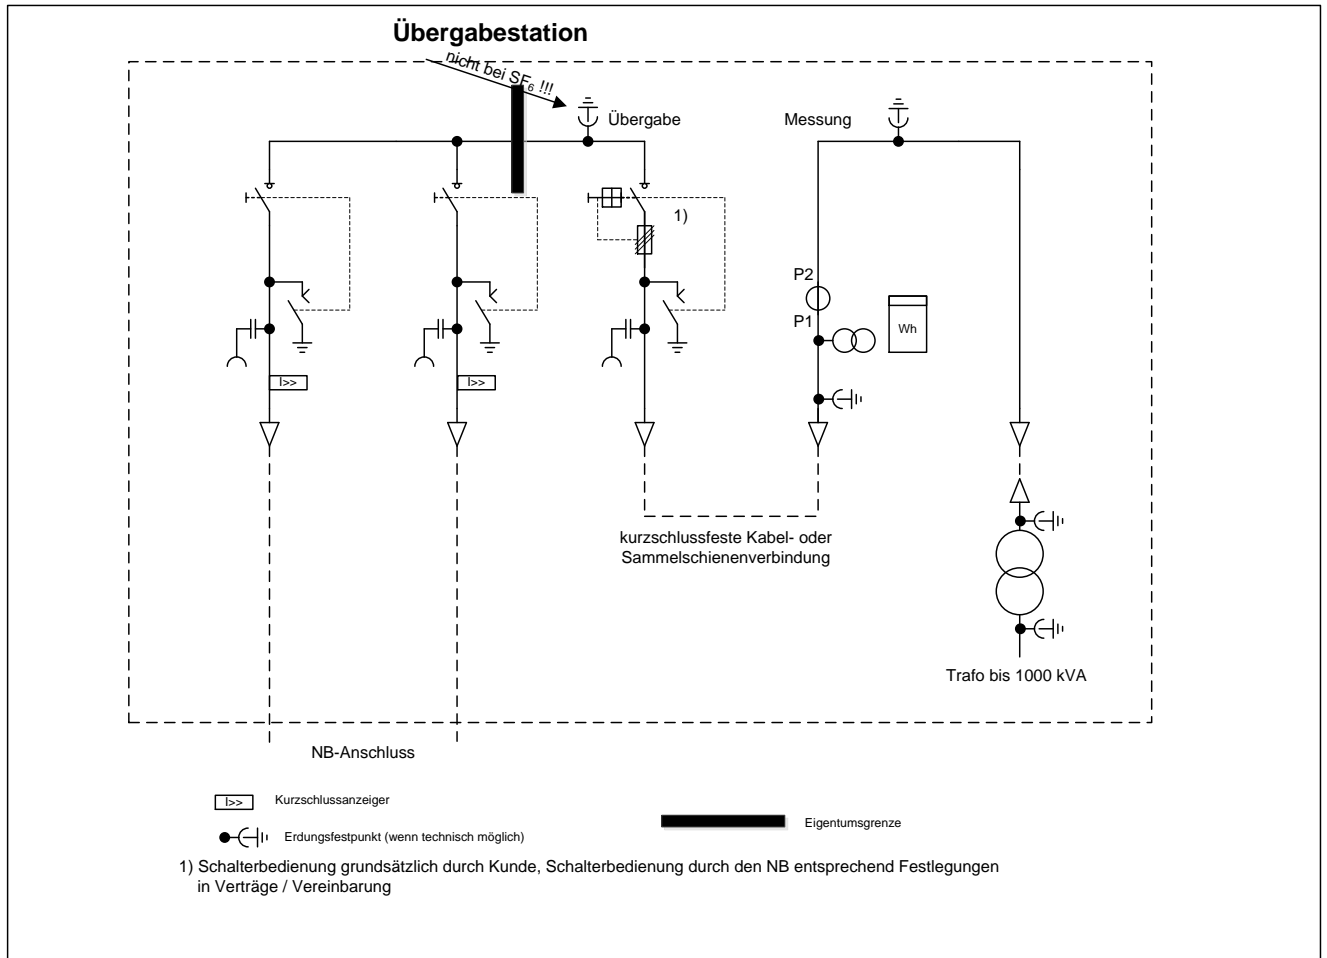 Übergabestation
nicht bei SF₆ !!!
Übergabe
Messung
1)
P2
P1
Wh
I>>
I>>
kurzschlussfeste Kabel- oder
Sammelschienenverbindung
Trafo bis 1000 kVA
NB-Anschluss
I>>
Kurzschlussanzeiger
Eigentumsgrenze
Erdungsfestpunkt (wenn technisch möglich)
1) Schalterbedienung grundsätzlich durch Kunde, Schalterbedienung durch den NB entsprechend Festlegungen
in Verträge / Vereinbarung